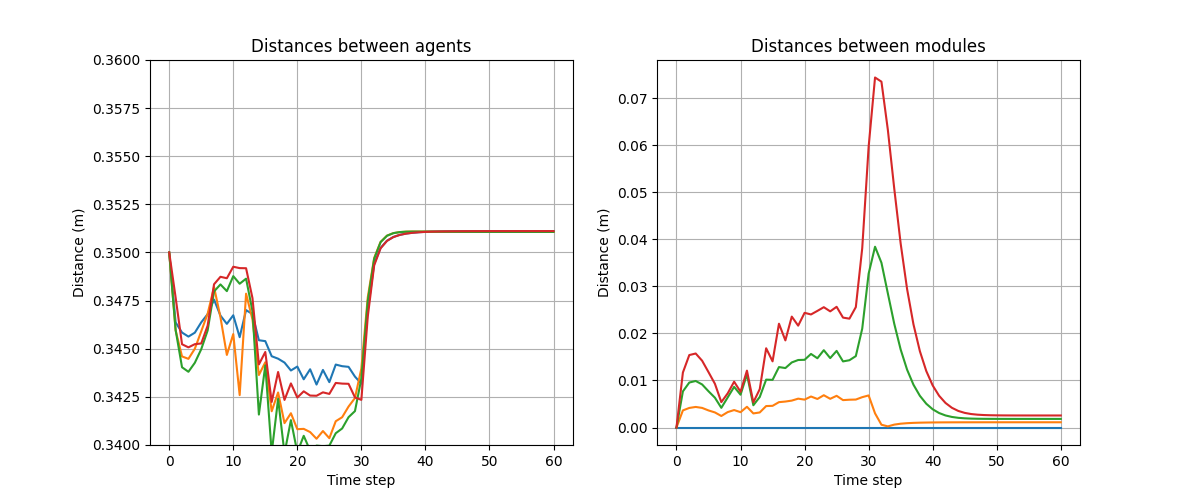 Distances between agents
0.3600
0.3575
0.3550
0.3525
0.3500
0.3475
0.3450
0.3425
0.3400
Distance (m)
0 10 20 30 40 50 60
Time step
Distances between modules
0.07
0.06
0.05
0.04
0.03
0.02
0.01
0.00
Distance (m)
0 10 20 30 40 50 60
Time step